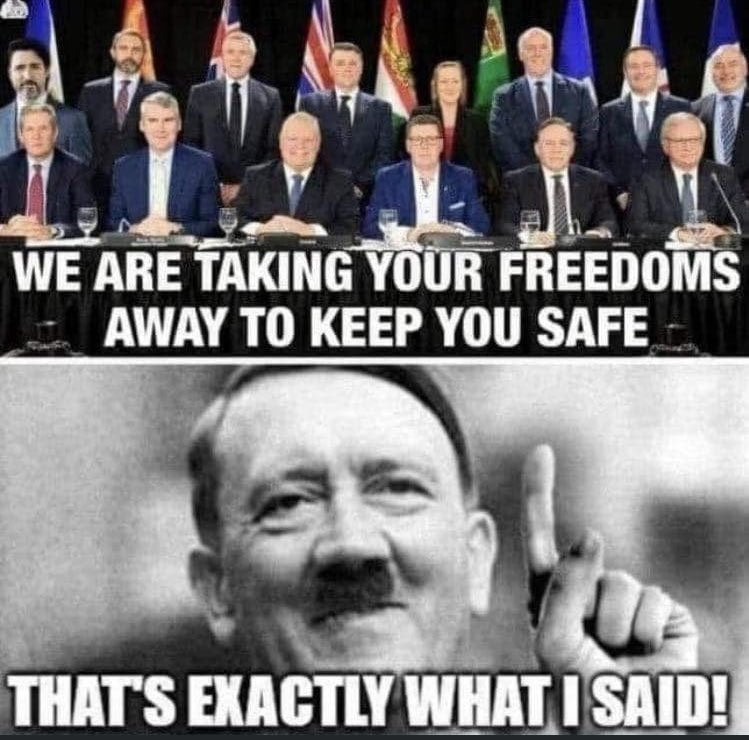 WE ARE TAKING YOUR FREEDOMS
AWAY TO KEEP YOU SAFE
THAT'S EXACTLY WHAT I SAID!